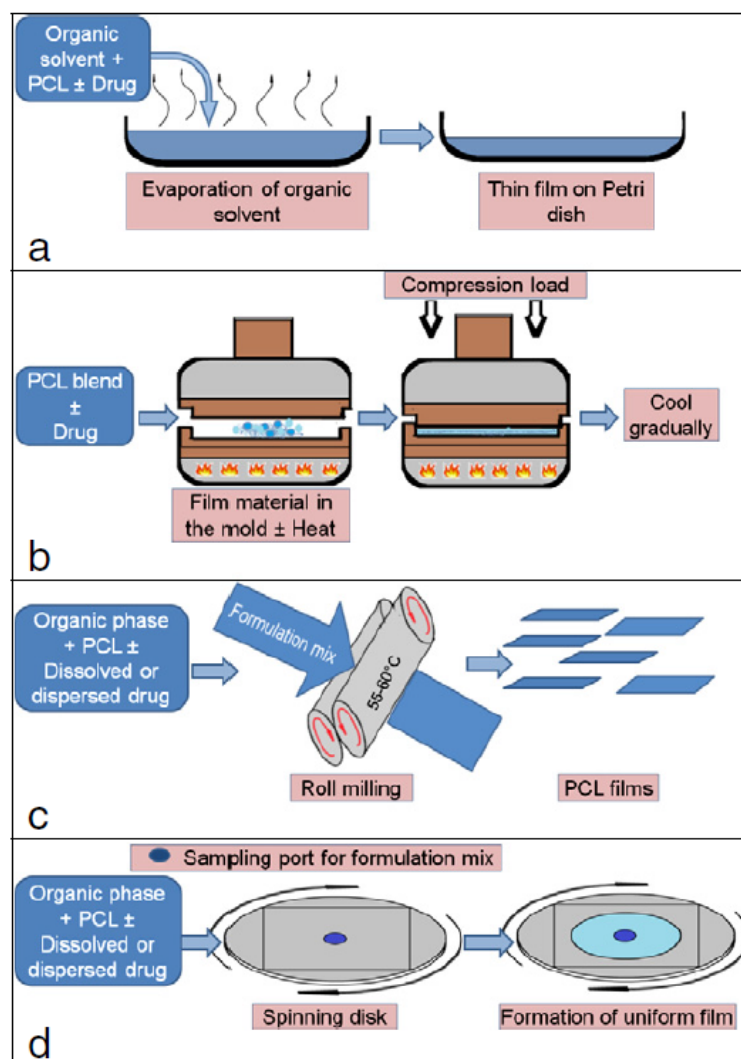 Organic
solvent +
PCL ± Drug
Evaporation of organic
solvent
Thin film on Petri
dish
a
Compression load
PCL blend
±
Drug
Film material in
the mold ± Heat
Cool
gradually
b
Organic phase
+ PCL ±
Dissolved or
dispersed drug
Formulation mix
55-60°C
Roll milling
PCL films
c
Sampling port for formulation mix
Organic phase
+ PCL ±
Dissolved or
dispersed drug
Spinning disk
Formation of uniform film
d